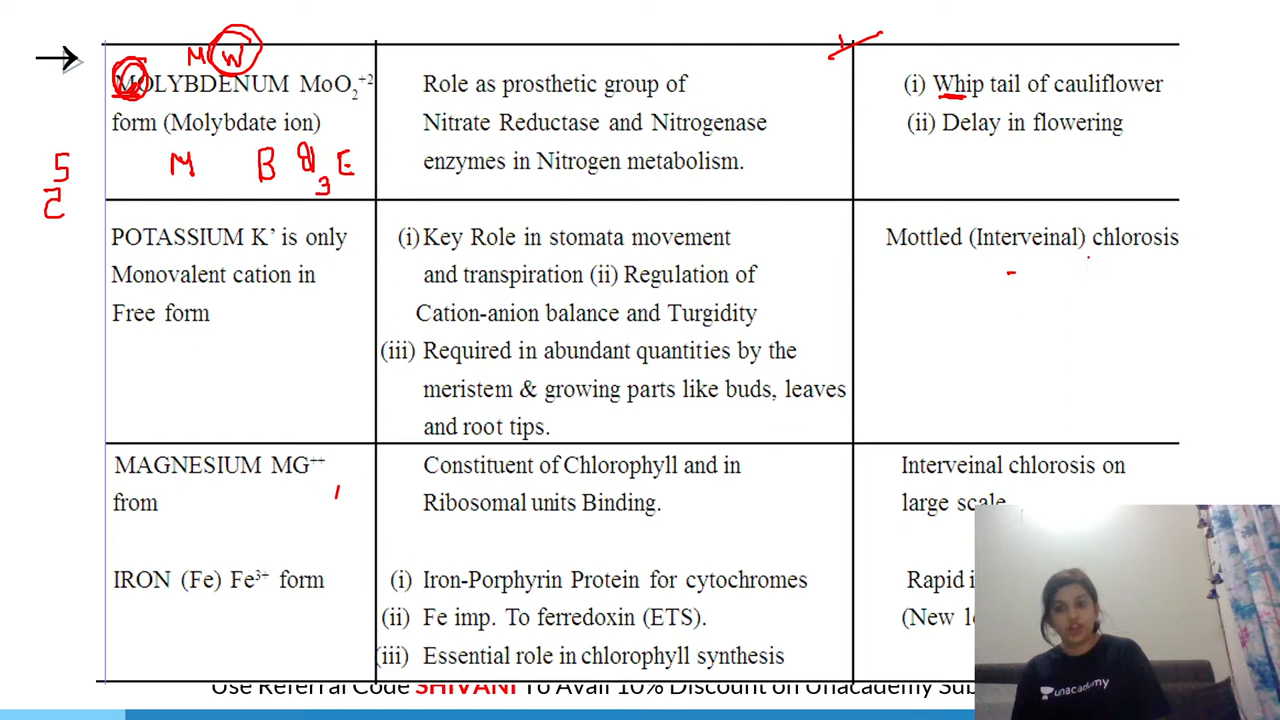 M W
MOLYBDENUM MoO₂⁺² form (Molybdate ion)
M B 3 E
5
Role as prosthetic group of
Nitrate Reductase and Nitrogenase
enzymes in Nitrogen metabolism.
(i) Whip tail of cauliflower
(ii) Delay in flowering
POTASSIUM K’ is only
Monovalent cation in
Free form
(i) Key Role in stomata movement
and transpiration (ii) Regulation of
Cation-anion balance and Turgidity
(iii) Required in abundant quantities by the
meristem & growing parts like buds, leaves
and root tips.
Mottled (Interveinal) chlorosis
MAGNESIUM MG⁺⁺
from
Constituent of Chlorophyll and in
Ribosomal units Binding.
Interveinal chlorosis on
large scale
IRON (Fe) Fe³⁺ form
(i) Iron-Porphyrin Protein for cytochromes
(ii) Fe imp. To ferredoxin (ETS).
(iii) Essential role in chlorophyll synthesis
Rapid
(New
unacademy
Use Referral Code SHIVANI To Avail 10% Discount on Unacademy